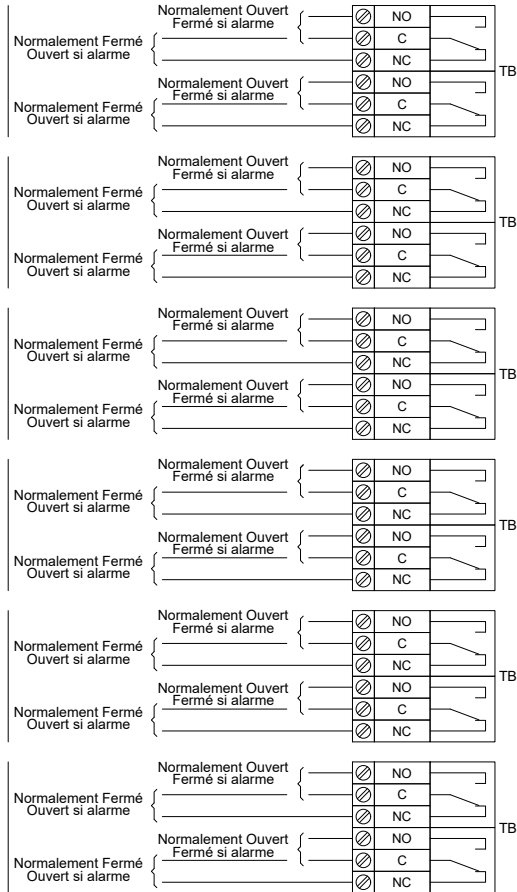 Normalement Ouvert
Fermé si alarme
NO
Normalement Fermé
Ouvert si alarme
C
NC
TB
Normalement Ouvert
Fermé si alarme
NO
Normalement Fermé
Ouvert si alarme
C
NC
Normalement Ouvert
Fermé si alarme
NO
Normalement Fermé
Ouvert si alarme
C
NC
TB
Normalement Ouvert
Fermé si alarme
NO
Normalement Fermé
Ouvert si alarme
C
NC
Normalement Ouvert
Fermé si alarme
NO
Normalement Fermé
Ouvert si alarme
C
NC
TB
Normalement Ouvert
Fermé si alarme
NO
Normalement Fermé
Ouvert si alarme
C
NC
Normalement Ouvert
Fermé si alarme
NO
Normalement Fermé
Ouvert si alarme
C
NC
TB
Normalement Ouvert
Fermé si alarme
NO
Normalement Fermé
Ouvert si alarme
C
NC
Normalement Ouvert
Fermé si alarme
NO
Normalement Fermé
Ouvert si alarme
C
NC
TB
Normalement Ouvert
Fermé si alarme
NO
Normalement Fermé
Ouvert si alarme
C
NC
Normalement Ouvert
Fermé si alarme
NO
Normalement Fermé
Ouvert si alarme
C
NC
TB
Normalement Ouvert
Fermé si alarme
NO
Normalement Fermé
Ouvert si alarme
C
NC